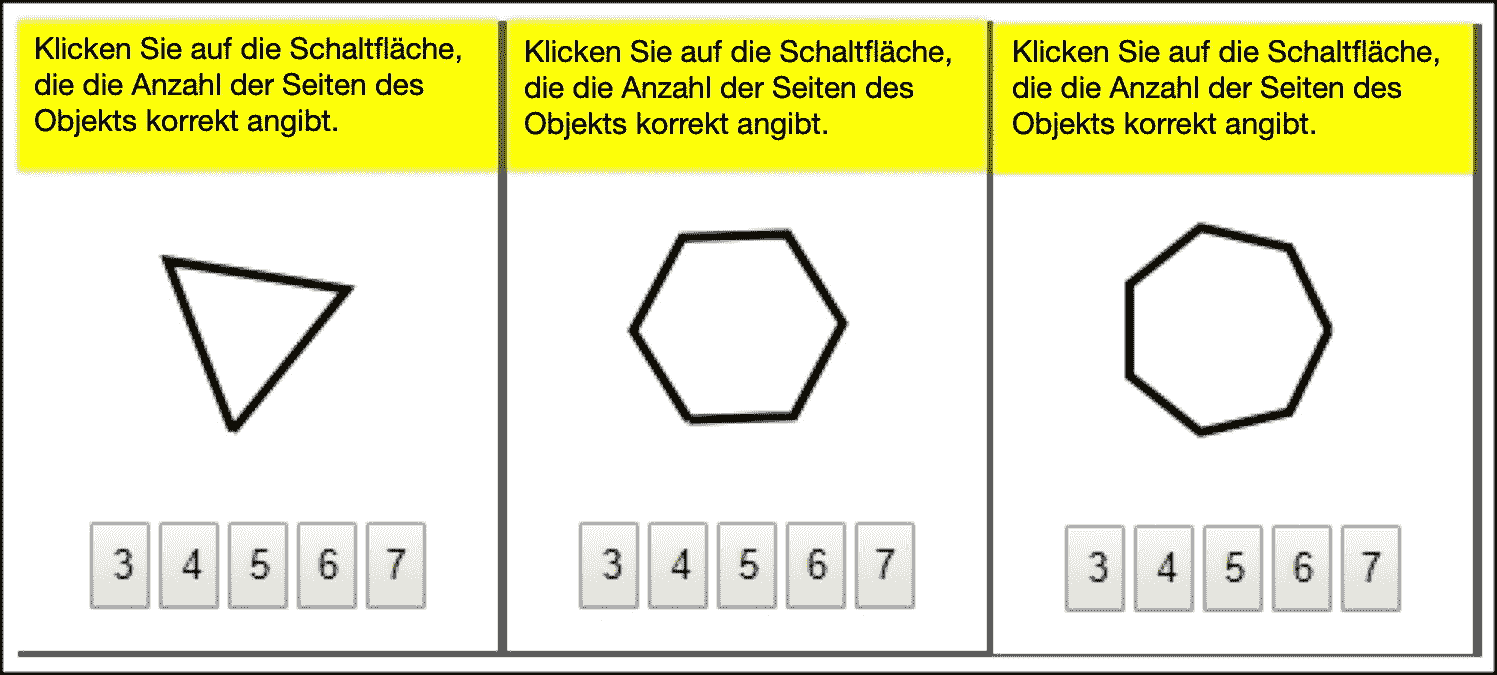 Klicken Sie auf die Schaltfläche,
die die Anzahl der Seiten des
Objekts korrekt angibt.
3 4 5 6 7
Klicken Sie auf die Schaltfläche,
die die Anzahl der Seiten des
Objekts korrekt angibt.
3 4 5 6 7
Klicken Sie auf die Schaltfläche,
die die Anzahl der Seiten des
Objekts korrekt angibt.
3 4 5 6 7